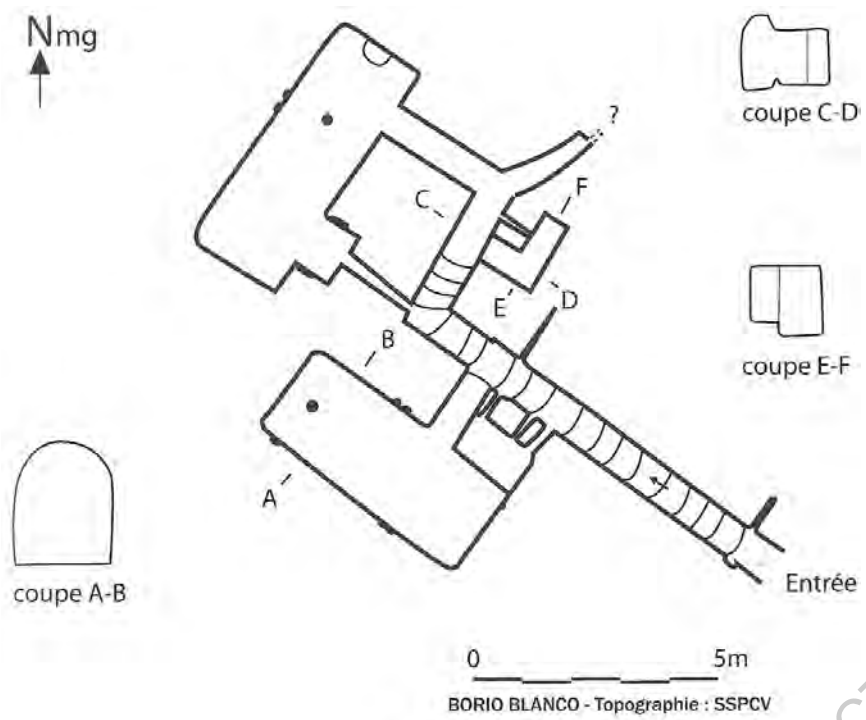 Nmg
coupe C-D
?
F
C
E
D
coupe E-F
B
A
coupe A-B
Entrée
0 5m
BORIO BLANCO - Topographie : SSPCV